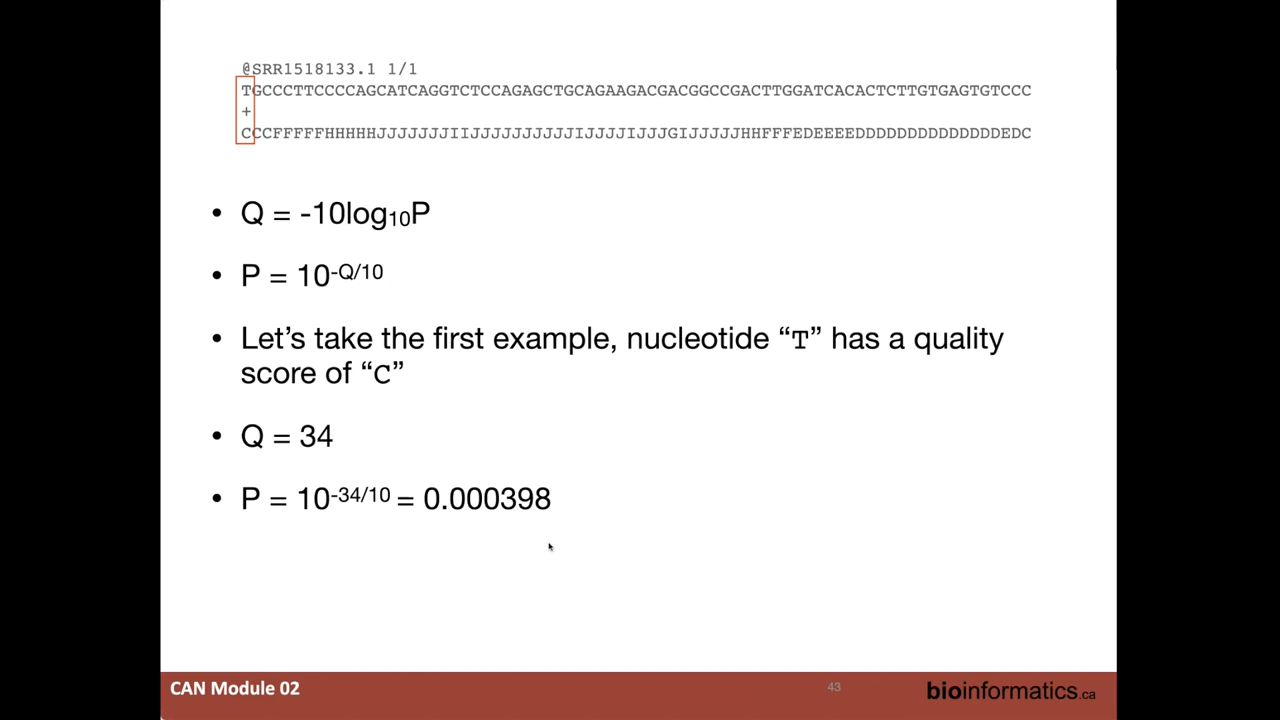 @SRR1518133.1 1/1
TGCCCTTCCCCAGCATCAGGTCTCCAGAGCTGCAGAAGACGACGGCCGACTTGGATCACACTCTTGTGAGTGTCCC
+
CCCFFFFFHHHHHJJJJJJJIIJJJJJJJJJJIJJJJIJJJGIJJJJJHHFFFEDEEEEDDDDDDDDDDDDDDEDC
• Q = -10log₁₀P
• P = 10^-Q/10
• Let’s take the first example, nucleotide “T” has a quality
score of “C”
• Q = 34
• P = 10^-34/10 = 0.000398
CAN Module 02
43
bioinformatics.ca